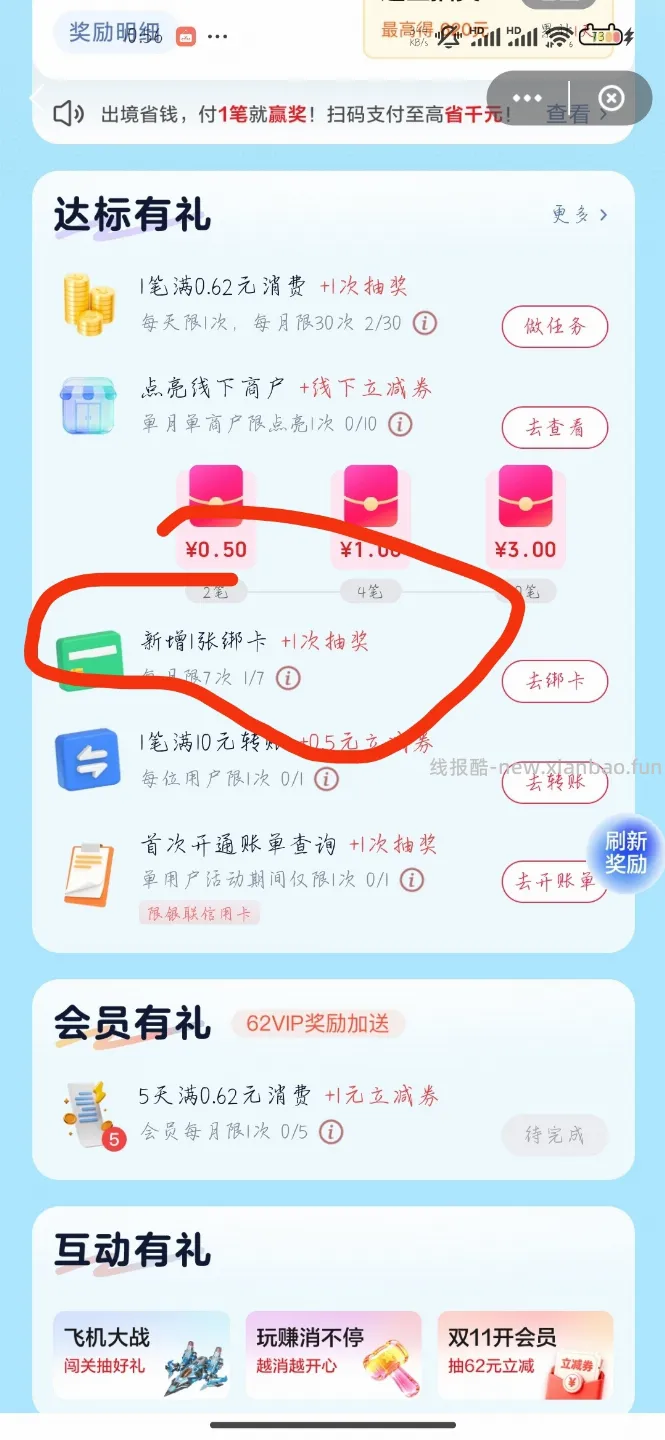 奖励明细
HD
HD
73
出境省钱，付1笔就赢奖！扫码支付至高省千元！
查看
达标有礼
更多
1笔满0.62元消费 +1次抽奖
每天限1次，每月限30次 2/30
做任务
点亮线下商户 +线下立减券
单月单商户限点亮1次 0/10
去查看
¥0.50
¥1.00
¥3.00
2笔
4笔
新增1张绑卡 +1次抽奖
每月限7次 1/7
去绑卡
1笔满10元转账 +0.5元立减券
每位用户限1次 0/1
去转账
线报酷-new.xianbao.fun
刷新
奖励
首次开通账单查询 +1次抽奖
单用户活动期间仅限1次 0/1
去开账单
限银联信用卡
会员有礼
62VIP奖励加送
5天满0.62元消费 +1元立减券
会员每月限1次 0/5
5
待完成
互动有礼
飞机大战
闯关抽好礼
玩赚消不停
越消越开心
双11开会员
抽62元立减
立减券